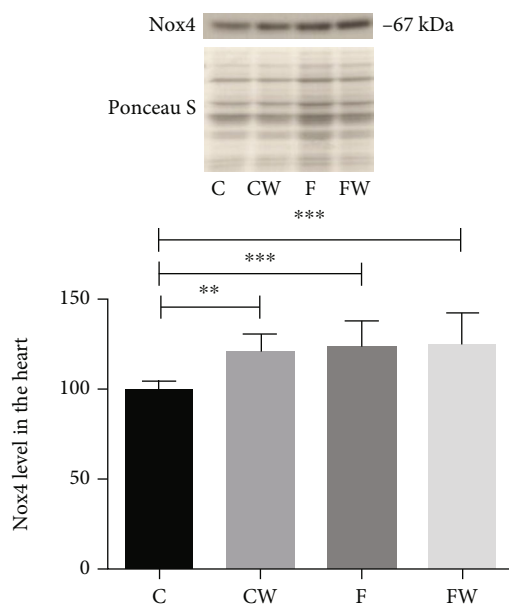 Nox4 –67 kDa
Ponceau S
C CW F FW
***
***
**
150
100
50
0
Nox4 level in the heart
C CW F FW